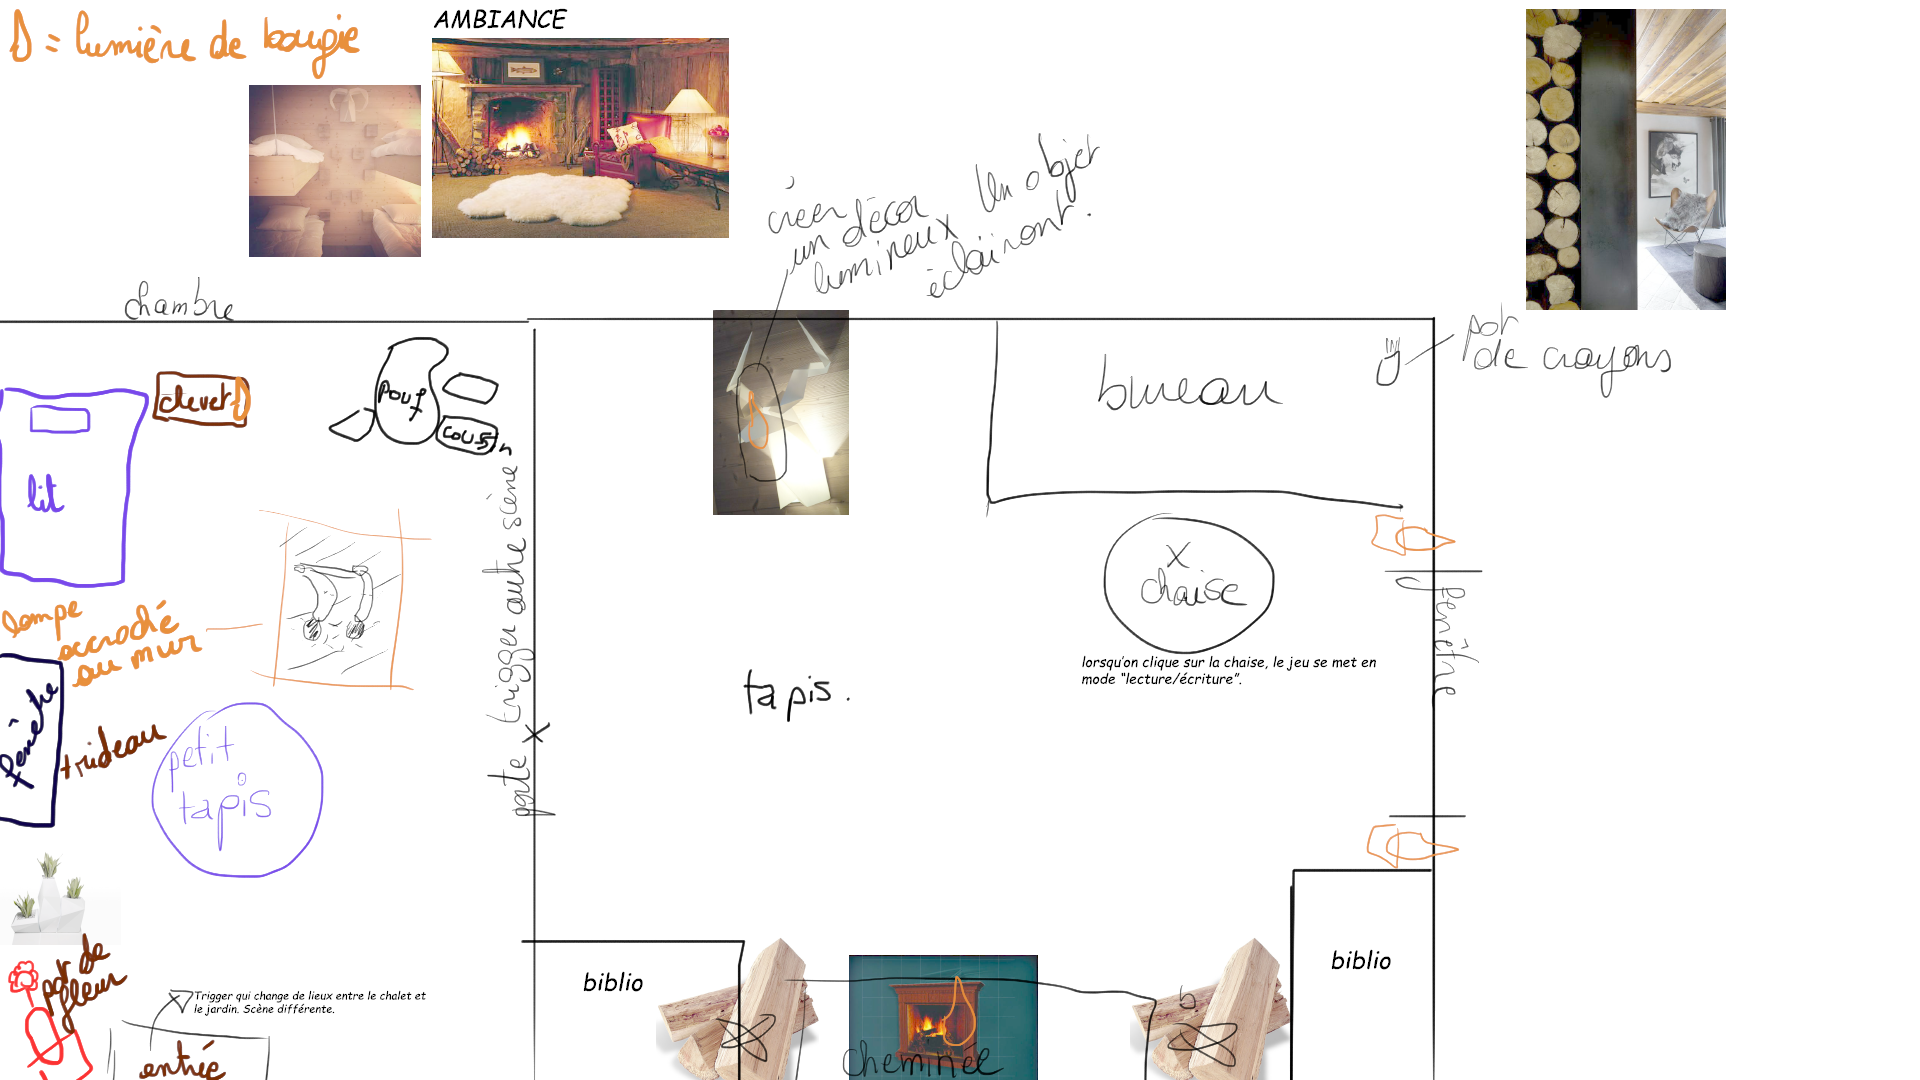 = lumière de bougie
AMBIANCE
créer
un décor
lumineux Un objet
éclairont.
chambre
pot
de crayons
clevet
pouf
coussin
bureau
lit
X
chaise
lorsqu'on clique sur la chaise, le jeu se met en
mode "lecture/écriture".
porte X trigger autre scène
fenêtre
lampe
accroché
au mur
tapis.
fenêtre
trideau
petit
tapis
pot de
fleur
Trigger qui change de lieux entre le chalet et
le jardin. Scène différente.
entrée
biblio
biblio
b
cheminée